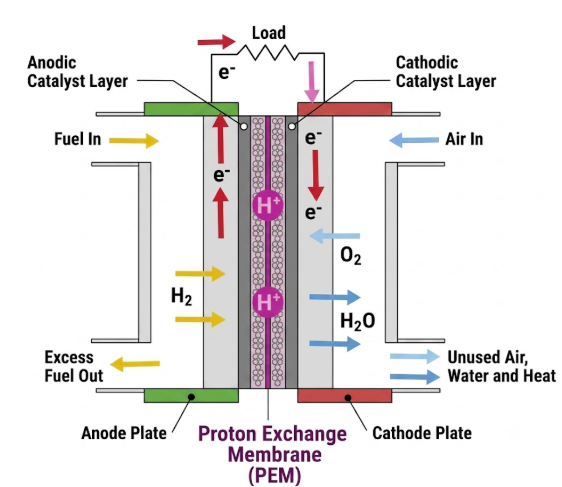 Load
Anodic
Catalyst Layer
e-
Cathodic
Catalyst Layer
Fuel In
e-
Air In
e-
H+
e-
O2
H2
H+
H2O
Excess
Fuel Out
Unused Air,
Water and Heat
Anode Plate
Proton Exchange
Membrane
(PEM)
Cathode Plate